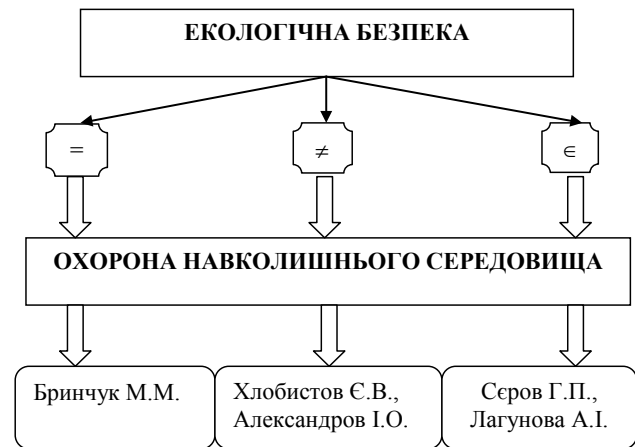 ЕКОЛОГІЧНА БЕЗПЕКА
= ≠ ∈
ОХОРОНА НАВКОЛИШНЬОГО СЕРЕДОВИЩА
Бринчук М.М.
Хлобистов Є.В.,
Александров І.О.
Сєров Г.П.,
Лагунова А.І.